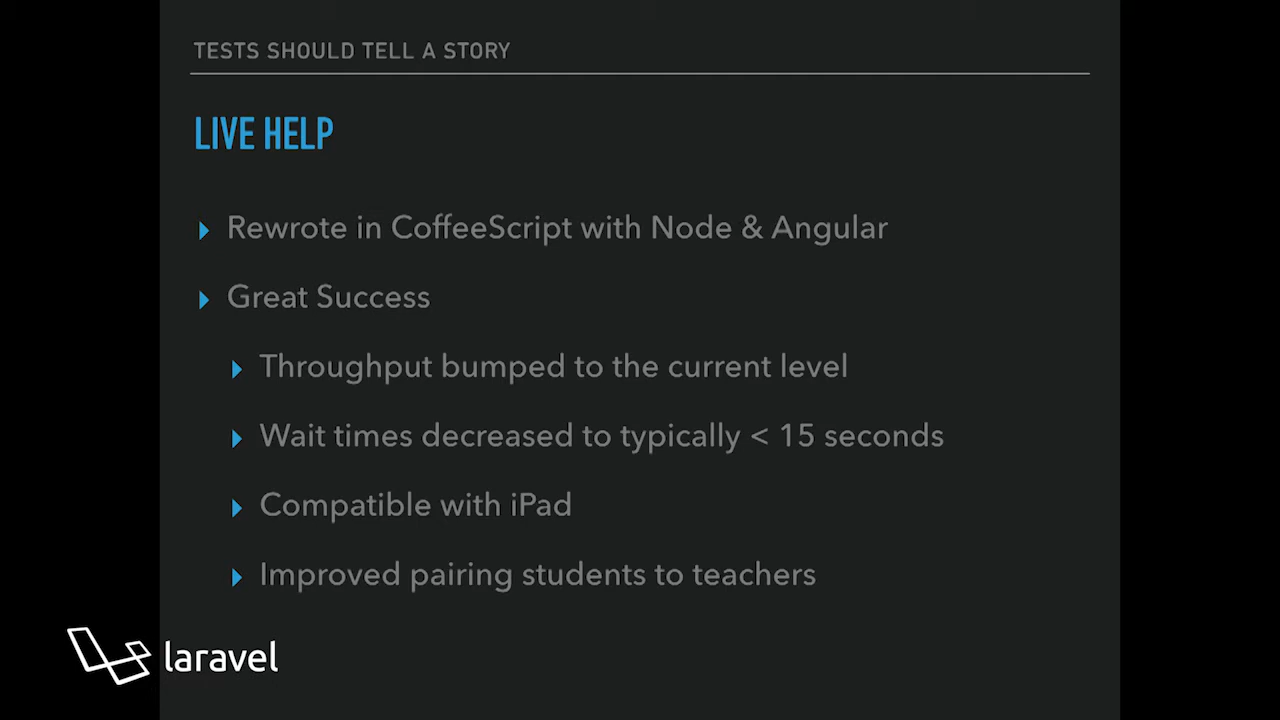 TESTS SHOULD TELL A STORY
LIVE HELP
Rewrote in CoffeeScript with Node & Angular
Great Success
Throughput bumped to the current level
Wait times decreased to typically < 15 seconds
Compatible with iPad
Improved pairing students to teachers
laravel